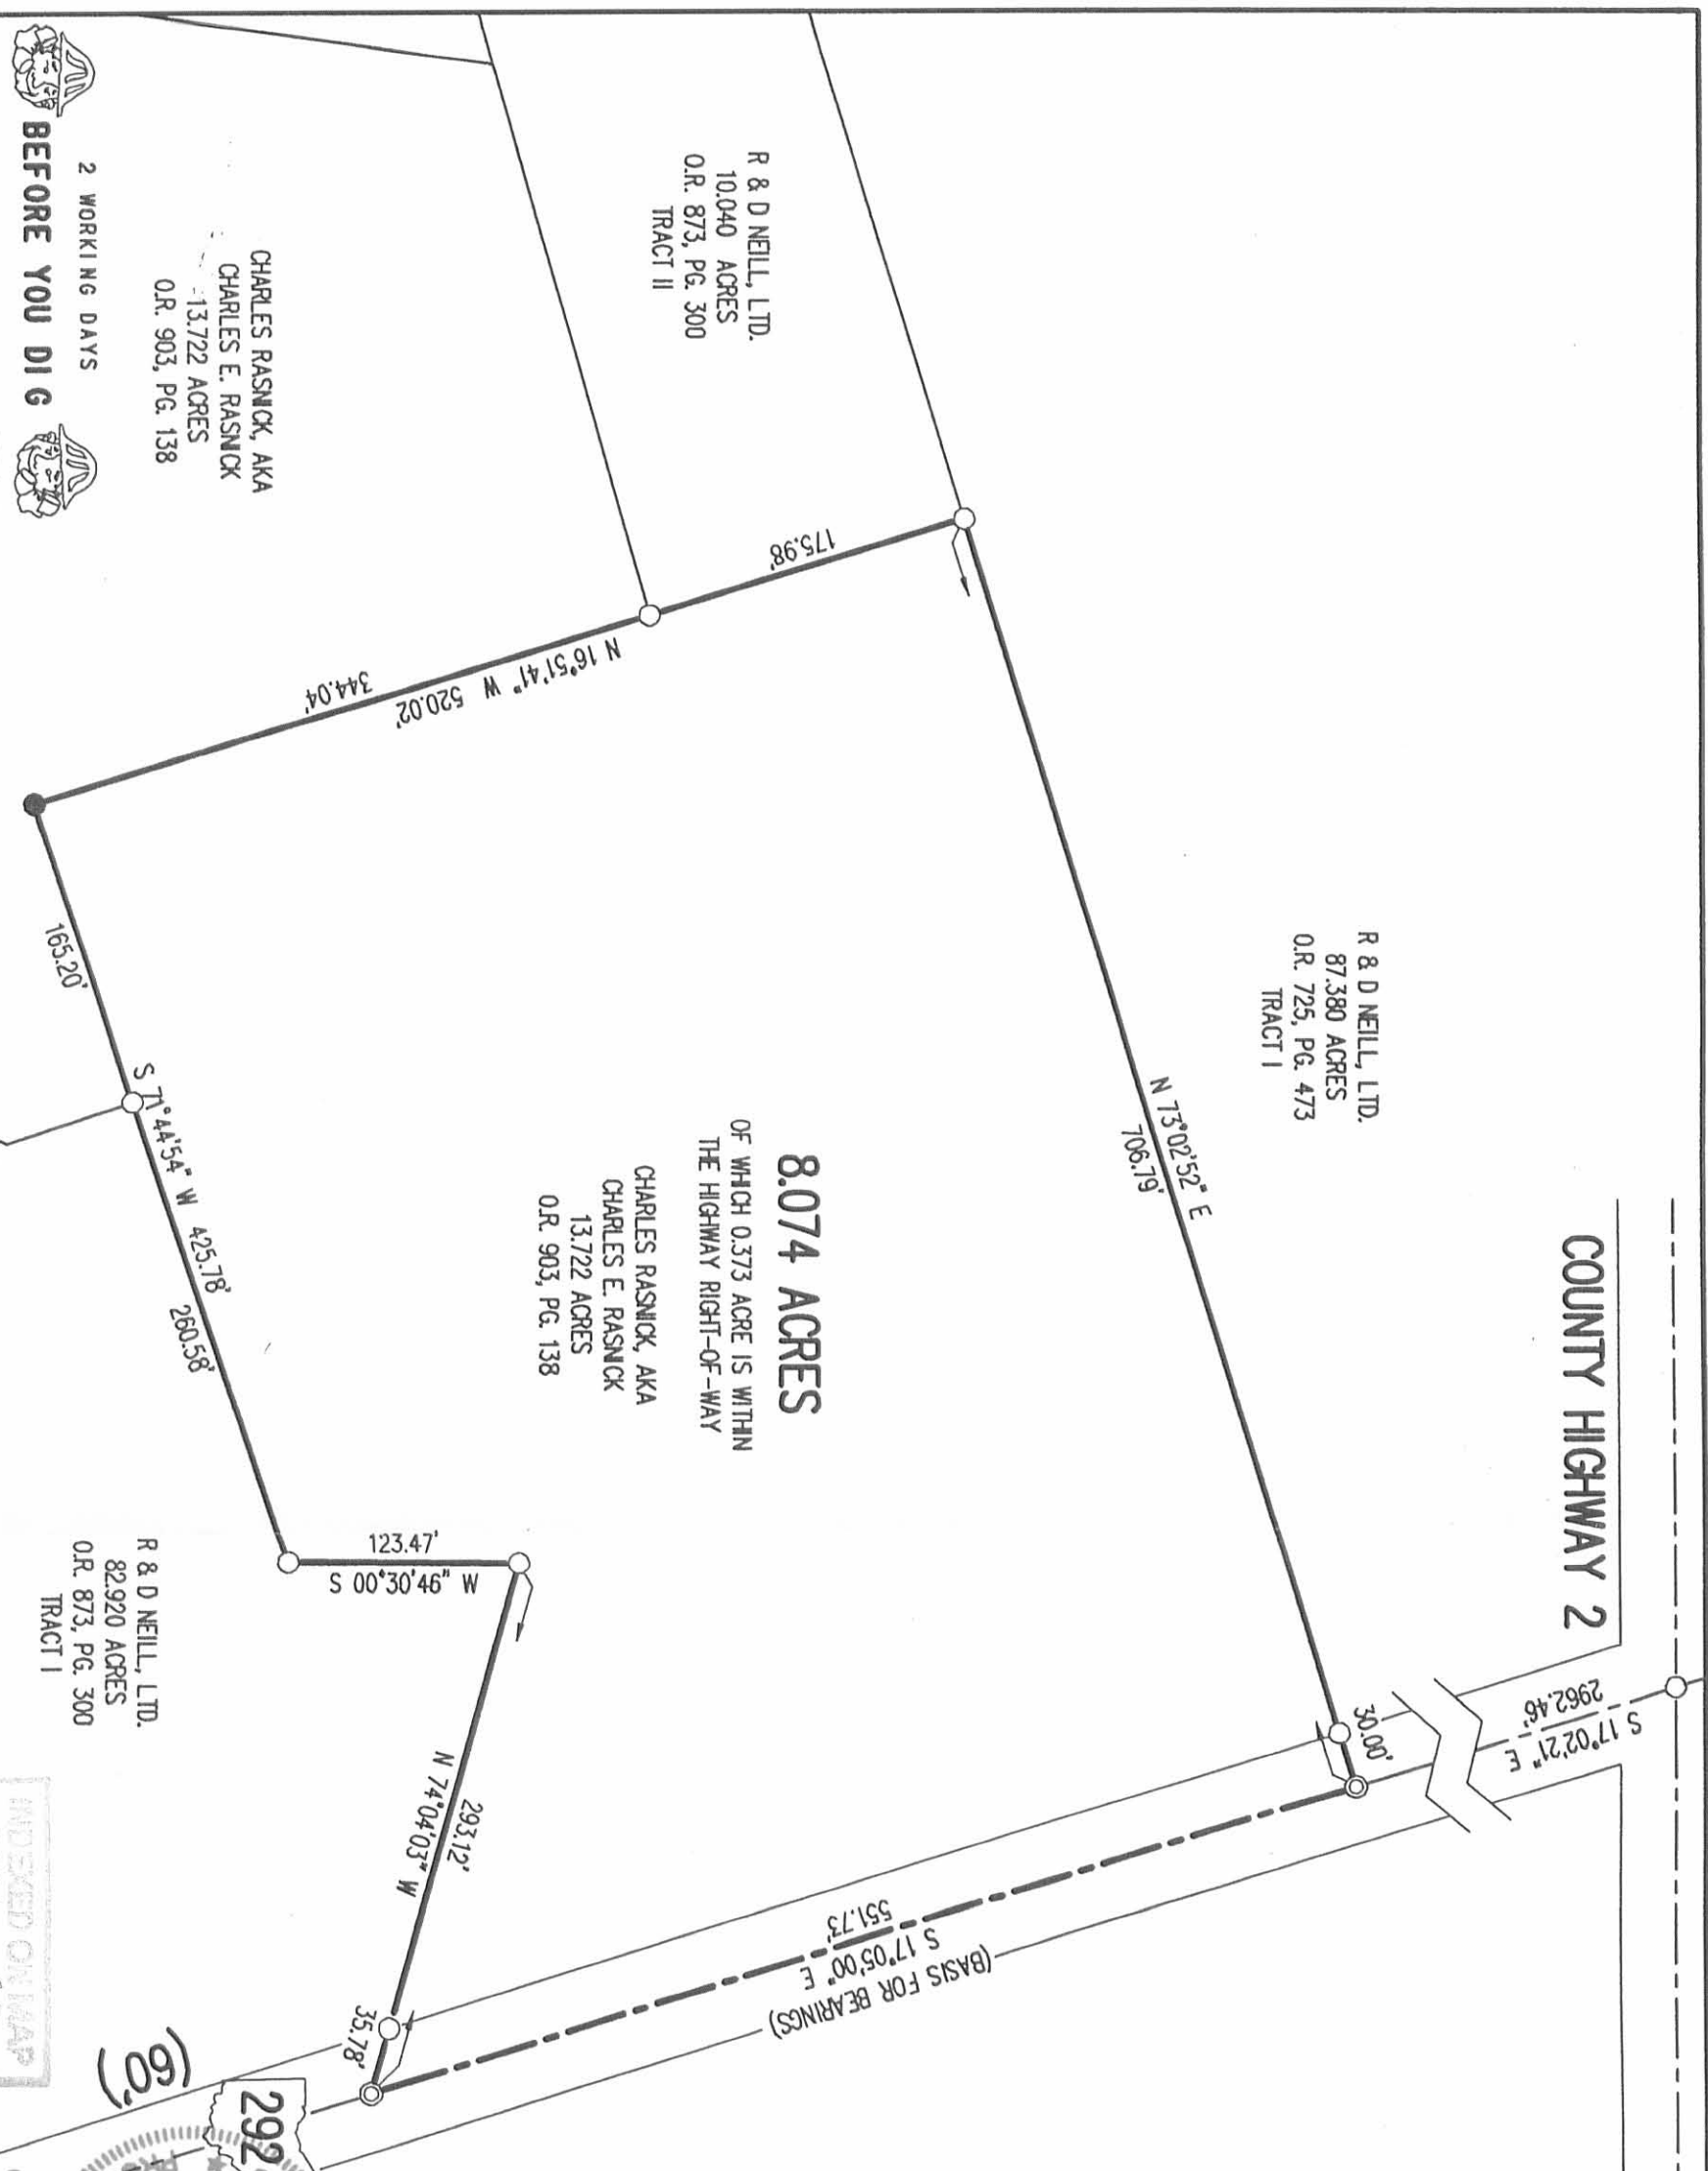 COUNTY HIGHWAY 2
S 17°02'21" E
2962.46'
30.00'
R & D NEILL, LTD.
87.380 ACRES
O.R. 725, PG. 473
TRACT I
N 73°02'52" E
706.79'
R & D NEILL, LTD.
10.040 ACRES
O.R. 873, PG. 300
TRACT II
175.98'
N 16°51'41" W 520.02'
344.04'
8.074 ACRES
OF WHICH 0.373 ACRE IS WITHIN
THE HIGHWAY RIGHT-OF-WAY
CHARLES RASNICK, AKA
CHARLES E. RASNICK
13.722 ACRES
O.R. 903, PG. 138
551.73'
S 17°05'00" E
(BASIS FOR BEARINGS)
CHARLES RASNICK, AKA
CHARLES E. RASNICK
13.722 ACRES
O.R. 903, PG. 138
2 WORKING DAYS
BEFORE YOU DIG
165.20'
S 71°44'54" W 425.78'
260.58'
123.47'
S 00°30'46" W
293.12'
N 74°04'03" W
35.78'
R & D NEILL, LTD.
82.920 ACRES
O.R. 873, PG. 300
TRACT I
(60')
292
INDEXED ON MAP